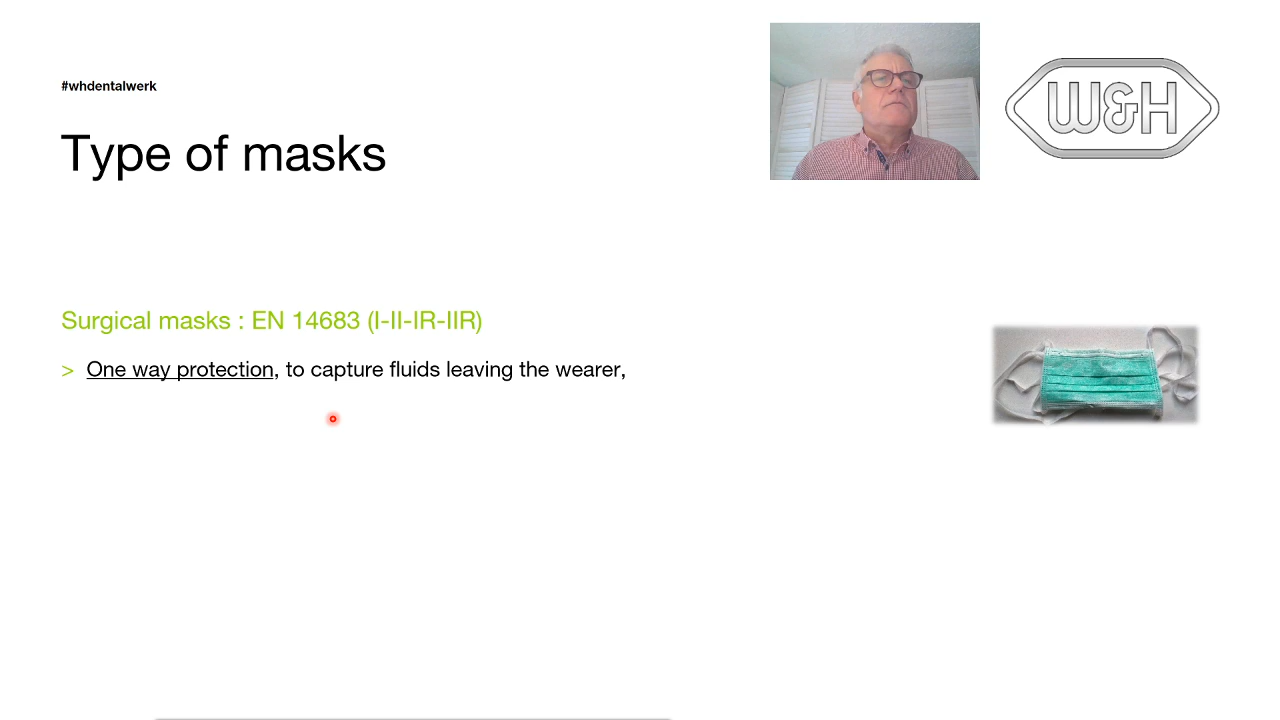 #whdentalwerk
W&H
Type of masks
Surgical masks : EN 14683 (I-II-IR-IIR)
> One way protection, to capture fluids leaving the wearer,